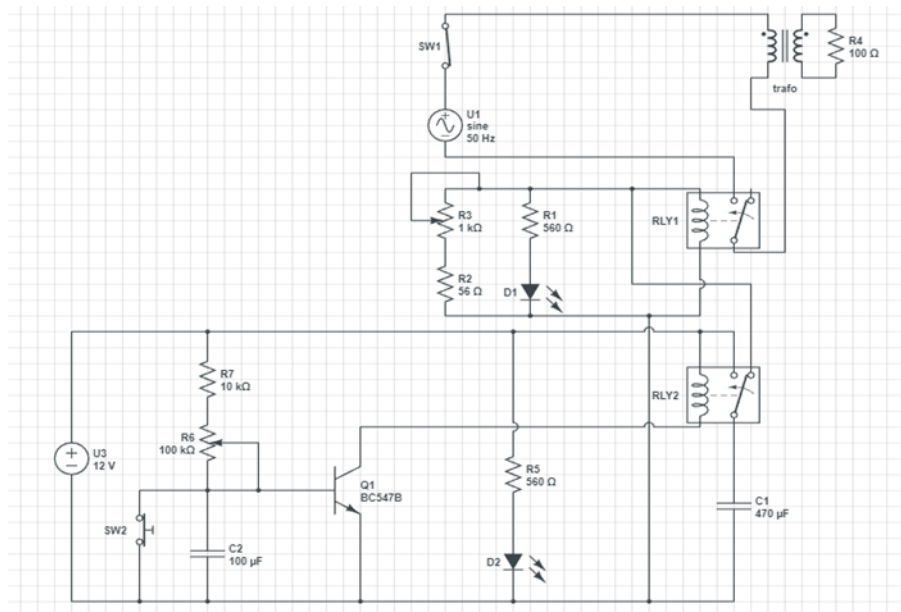 SW1
R4
100 Ω
trafo
U1
sine
50 Hz
R3
1 kΩ
R1
560 Ω
RLY1
R2
56 Ω
D1
R7
10 kΩ
RLY2
R6
100 kΩ
U3
12 V
R5
560 Ω
Q1
BC547B
C1
470 μF
SW2
C2
100 μF
D2